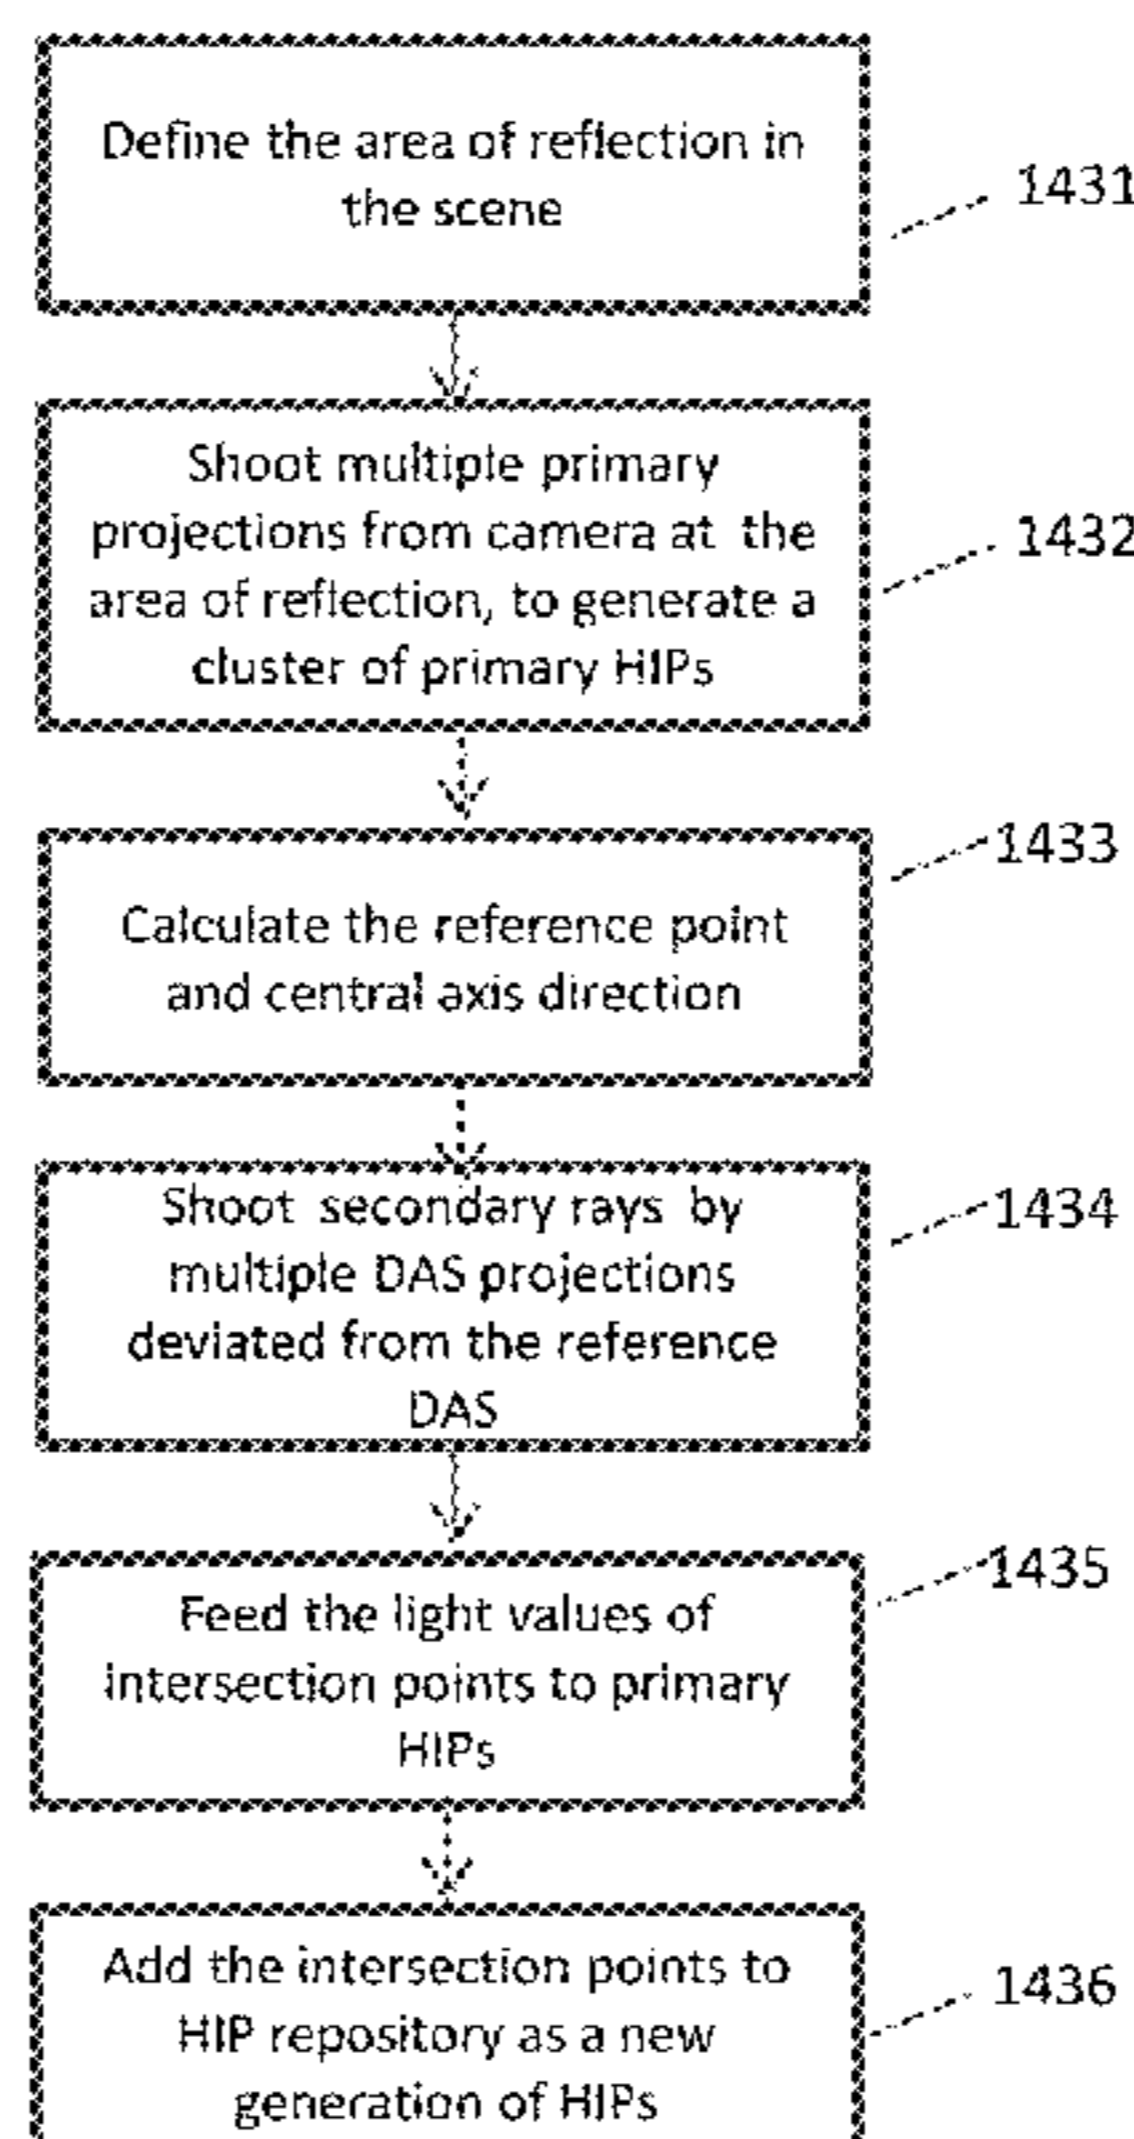 Define the area of reflection in
the scene
1431
Shoot multiple primary
projections from camera at the
area of reflection, to generate a
cluster of primary HIPs
1432
Calculate the reference point
and central axis direction
1433
Shoot secondary rays by
multiple DAS projections
deviated from the reference
DAS
1434
Feed the light values of
intersection points to primary
HIPs
1435
Add the intersection points to
HIP repository as a new
generation of HIPs
1436